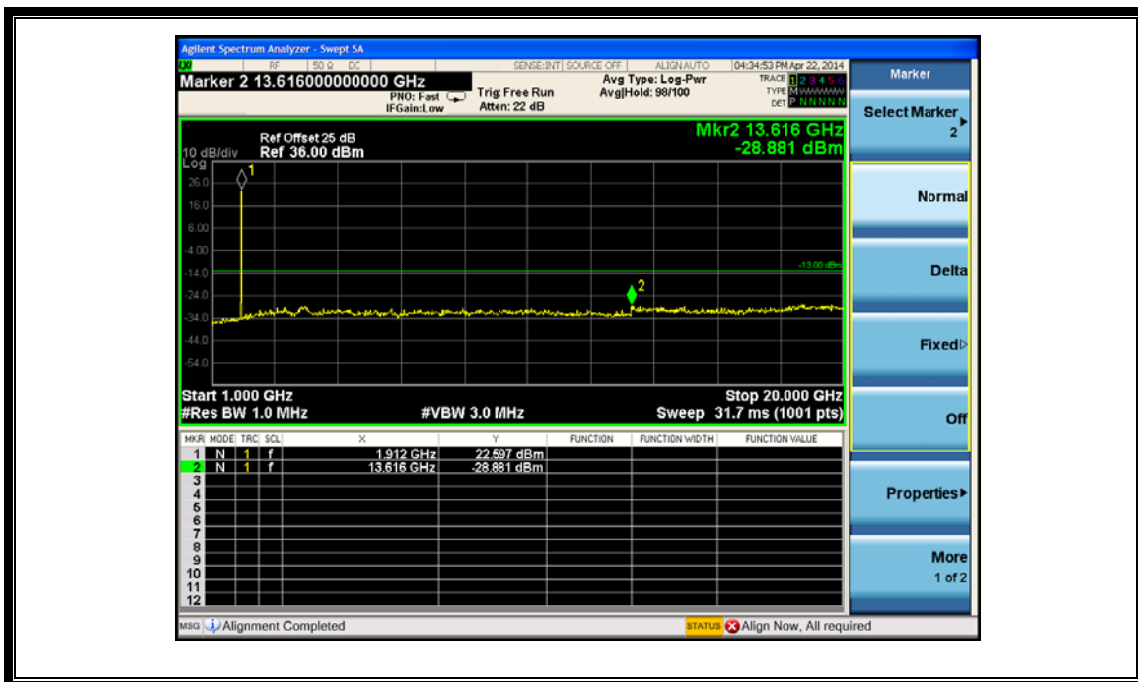 Agilent Spectrum Analyzer - Swept SA
RF 50 Ω DC SENSE:INT SOURCE OFF ALIGN AUTO 04:34:53 PM Apr 22, 2014
Marker 2 13.616000000000 GHz
PNO: Fast
IFGain:Low
Trig: Free Run
Atten: 22 dB
Avg Type: Log-Pwr
Avg|Hold: 98/100
TRACE 1 2 3 4 5 6
TYPE M
DET P N N N N N
Ref Offset 25 dB
Ref 36.00 dBm
10 dB/div
Log
Mkr2 13.616 GHz
-28.881 dBm
1
26.0
16.0
6.00
-4.00
-13.00 dBm
-14.0
2
-24.0
-34.0
-44.0
-54.0
Start 1.000 GHz
Stop 20.000 GHz
#Res BW 1.0 MHz
#VBW 3.0 MHz
Sweep 31.7 ms (1001 pts)
MKR MODE TRC SCL X Y FUNCTION FUNCTION WIDTH FUNCTION VALUE
1 N 1 f 1.912 GHz 22.597 dBm
2 N 1 f 13.616 GHz -28.881 dBm
3
4
5
6
7
8
9
10
11
12
MSG Alignment Completed
STATUS Align Now, All required
Marker
Select Marker
2
Normal
Delta
Fixed
Off
Properties
More
1 of 2